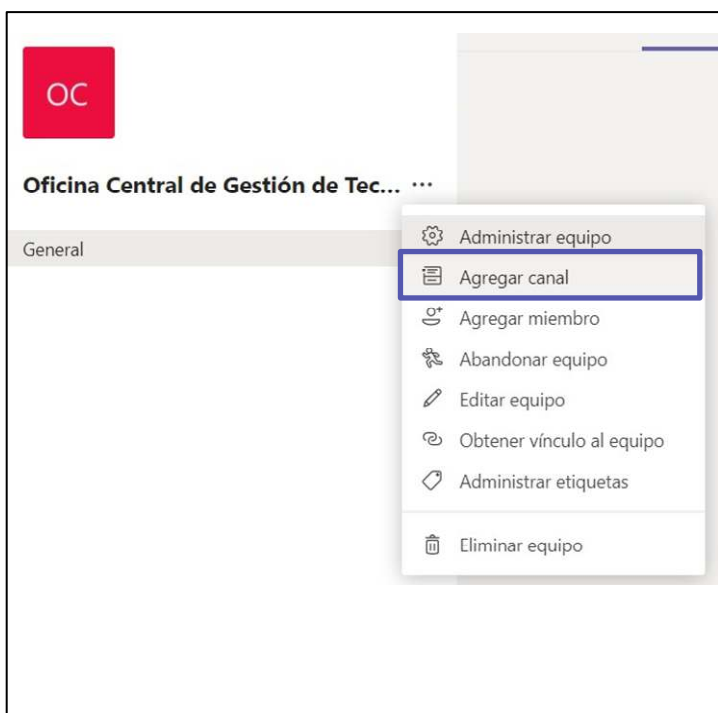 OC
Oficina Central de Gestión de Tec... ...
General
Administrar equipo
Agregar canal
Agregar miembro
Abandonar equipo
Editar equipo
Obtener vínculo al equipo
Administrar etiquetas
Eliminar equipo